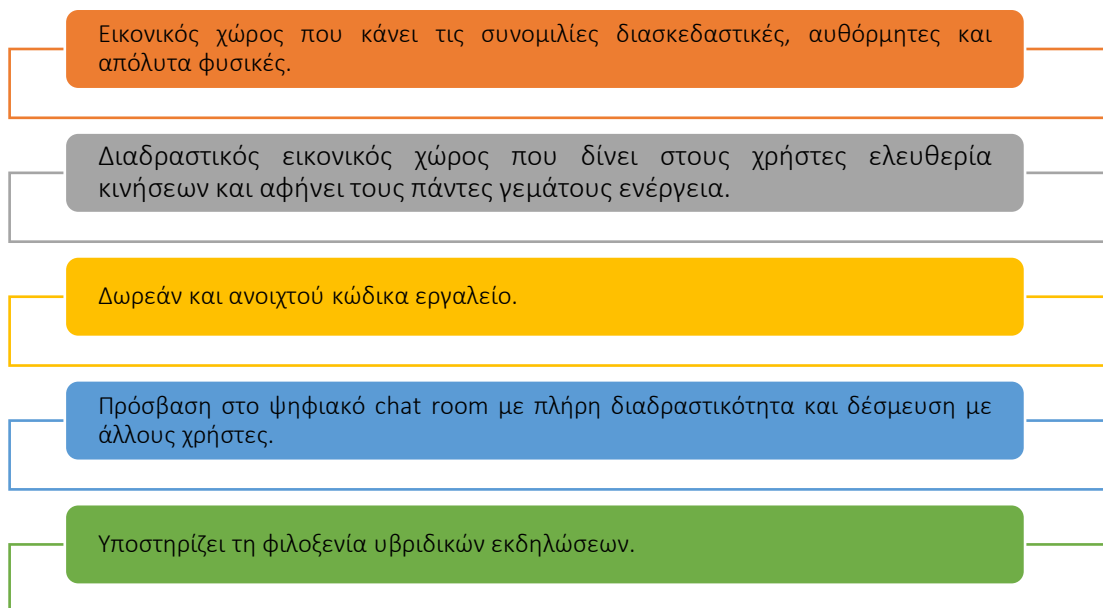 Εικονικός χώρος που κάνει τις συνομιλίες διασκεδαστικές, αυθόρμητες και
απόλυτα φυσικές.
Διαδραστικός εικονικός χώρος που δίνει στους χρήστες ελευθερία
κινήσεων και αφήνει τους πάντες γεμάτους ενέργεια.
Δωρεάν και ανοιχτού κώδικα εργαλείο.
Πρόσβαση στο ψηφιακό chat room με πλήρη διαδραστικότητα και δέσμευση με
άλλους χρήστες.
Υποστηρίζει τη φιλοξενία υβριδικών εκδηλώσεων.